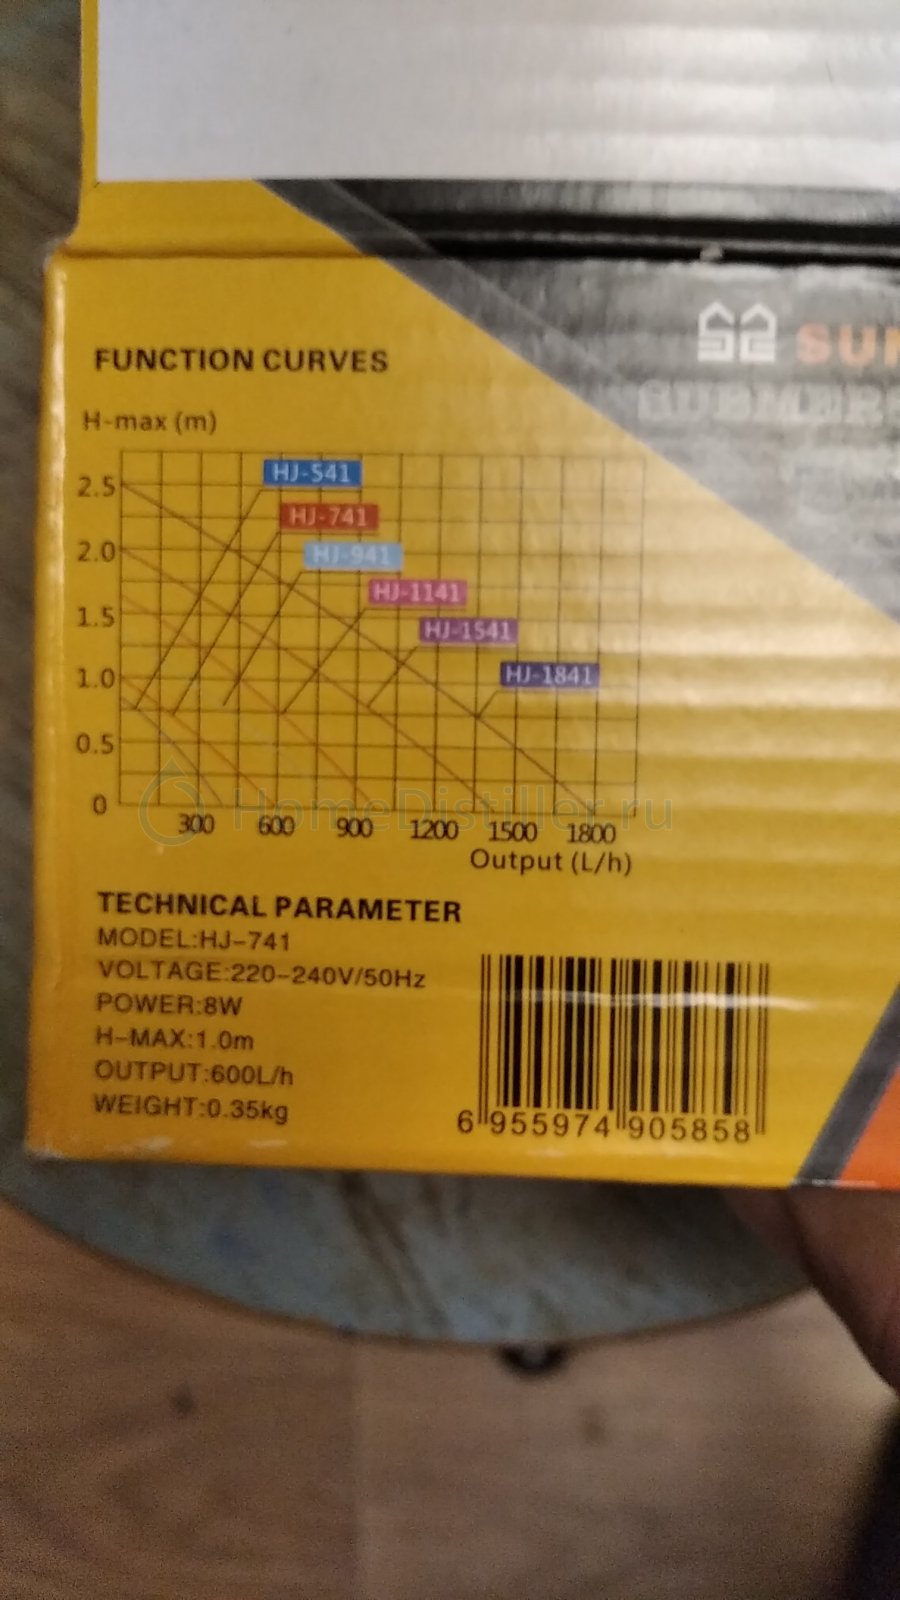 FUNCTION CURVES
H-max (m)
2.5
2.0
1.5
1.0
0.5
0
HJ-541
HJ-741
HJ-941
HJ-1141
HJ-1541
HJ-1841
300 600 900 1200 1500 1800
Output (L/h)
HomeDistiller.ru
TECHNICAL PARAMETER
MODEL:HJ-741
VOLTAGE:220-240V/50Hz
POWER:8W
H-MAX:1.0m
OUTPUT:600L/h
WEIGHT:0.35kg
6 955974 905858
SUN
SUBMERS